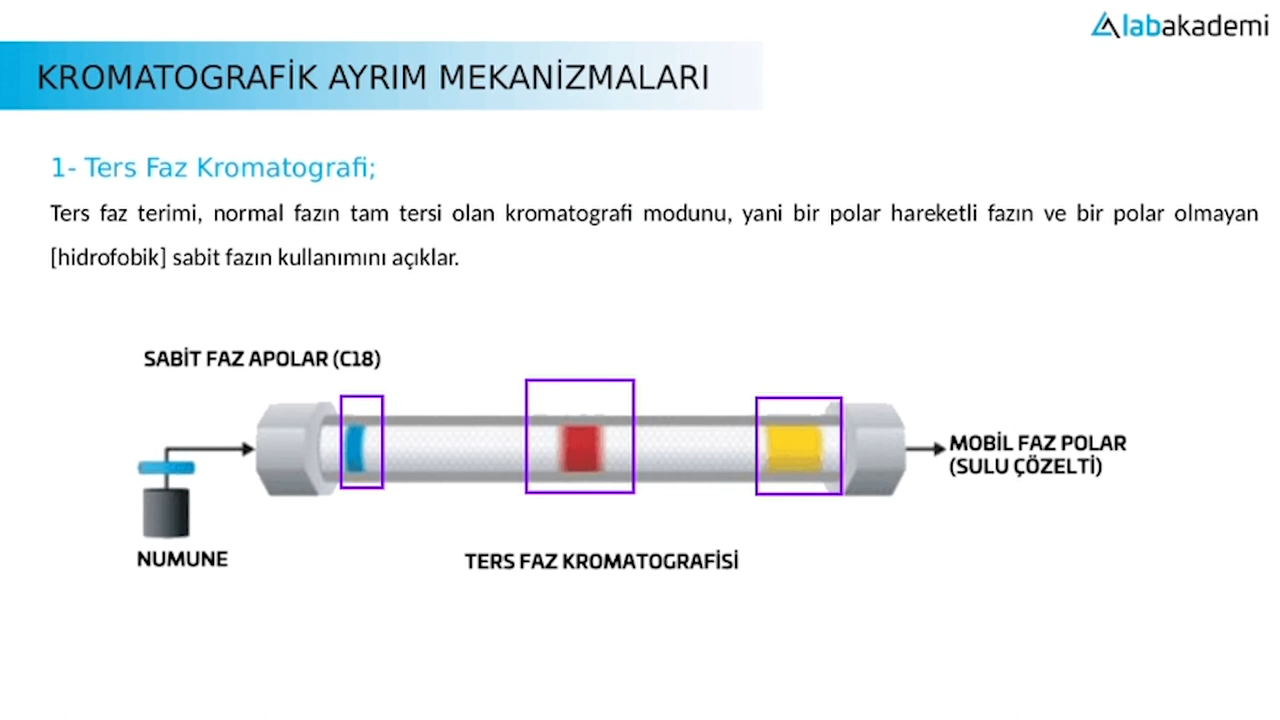 labakademi
KROMATOGRAFİK AYRIM MEKANİZMALARI
1- Ters Faz Kromatografi;
Ters faz terimi, normal fazın tam tersi olan kromatografi modunu, yani bir polar hareketli fazın ve bir polar olmayan
[hidrofobik] sabit fazın kullanımını açıklar.
SABİT FAZ APOLAR (C18)
MOBİL FAZ POLAR
(SULU ÇÖZELTİ)
NUMUNE
TERS FAZ KROMATOGRAFİSİ